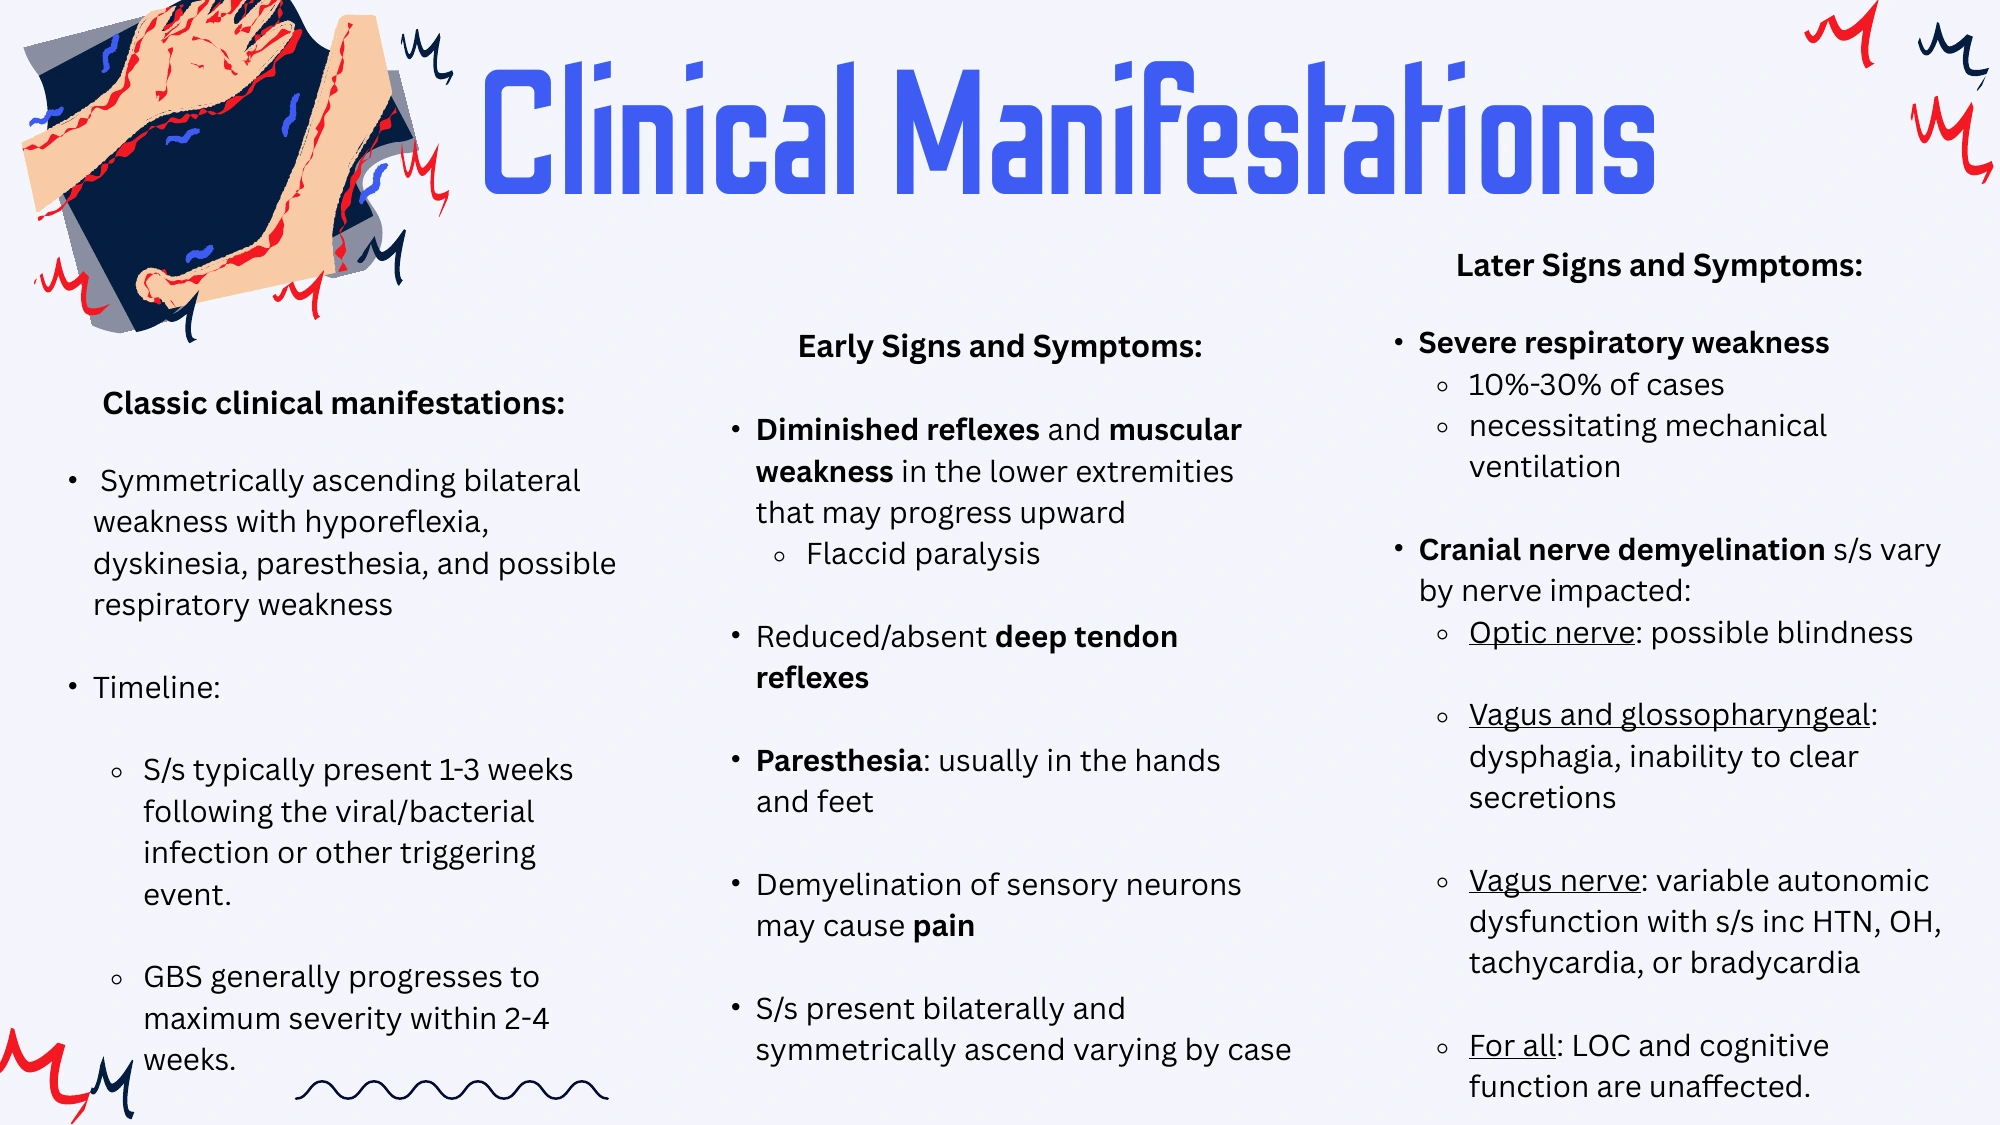 Clinical Manifestations
Classic clinical manifestations:
• Symmetrically ascending bilateral
weakness with hyporeflexia,
dyskinesia, paresthesia, and possible
respiratory weakness
• Timeline:
◦ S/s typically present 1-3 weeks
following the viral/bacterial
infection or other triggering
event.
◦ GBS generally progresses to
maximum severity within 2-4
weeks.
Early Signs and Symptoms:
• Diminished reflexes and muscular
weakness in the lower extremities
that may progress upward
◦ Flaccid paralysis
• Reduced/absent deep tendon
reflexes
• Paresthesia: usually in the hands
and feet
• Demyelination of sensory neurons
may cause pain
• S/s present bilaterally and
symmetrically ascend varying by case
Later Signs and Symptoms:
• Severe respiratory weakness
◦ 10%-30% of cases
◦ necessitating mechanical
ventilation
• Cranial nerve demyelination s/s vary
by nerve impacted:
◦ Optic nerve: possible blindness
◦ Vagus and glossopharyngeal:
dysphagia, inability to clear
secretions
◦ Vagus nerve: variable autonomic
dysfunction with s/s inc HTN, OH,
tachycardia, or bradycardia
◦ For all: LOC and cognitive
function are unaffected.